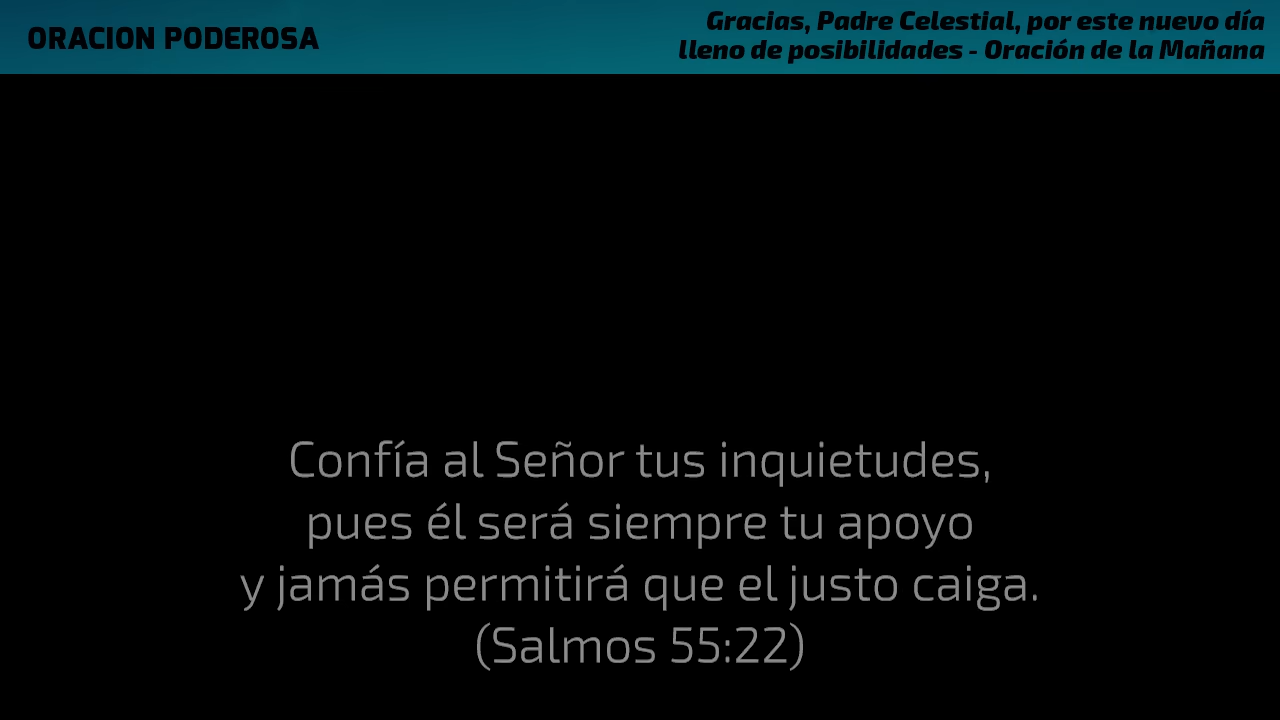 ORACION PODEROSA
Gracias, Padre Celestial, por este nuevo día
lleno de posibilidades - Oración de la Mañana
Confía al Señor tus inquietudes,
pues él será siempre tu apoyo
y jamás permitirá que el justo caiga.
(Salmos 55:22)